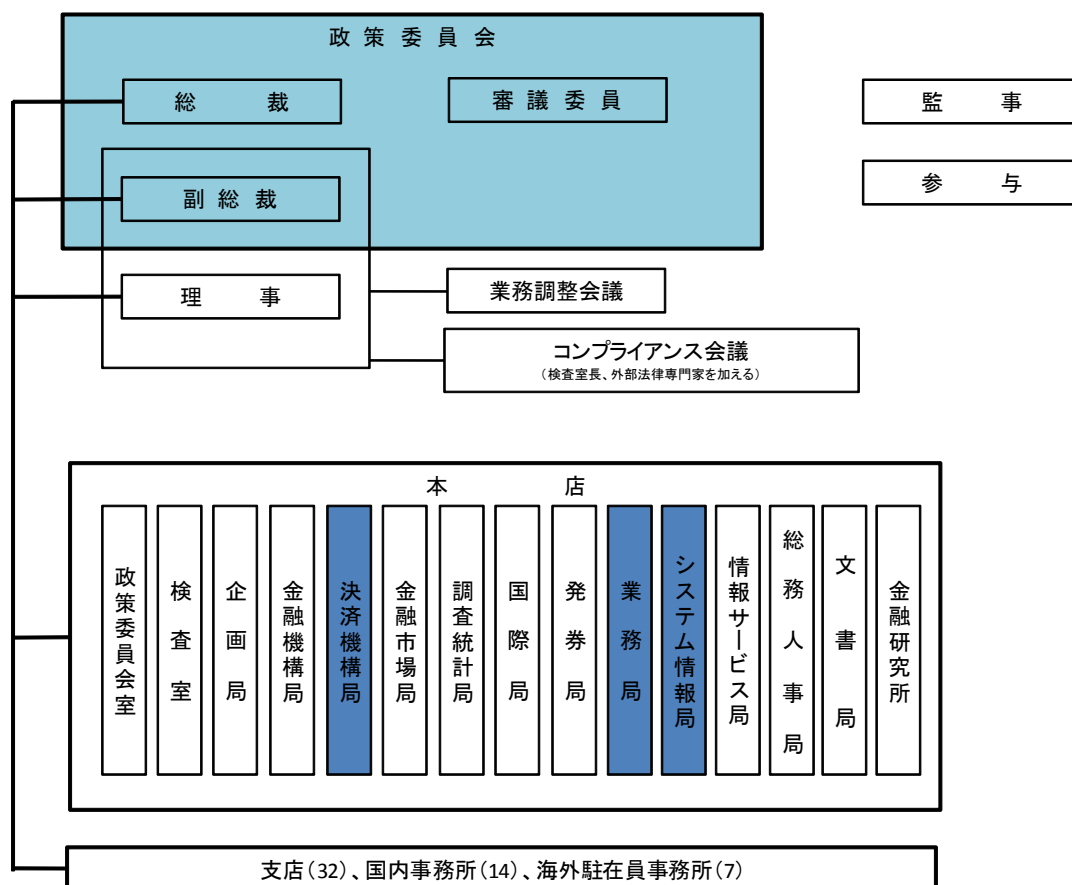 政策委員会
総裁
審議委員
監事
副総裁
参与
理事
業務調整会議
コンプライアンス会議
(検査室長、外部法律専門家を加える)
本店
政策委員会室
検査室
企画局
金融機構局
決済機構局
金融市場局
調査統計局
国際局
発券局
業務局
システム情報局
情報サービス局
総務人事局
文書局
金融研究所
支店(32)、国内事務所(14)、海外駐在員事務所(7)